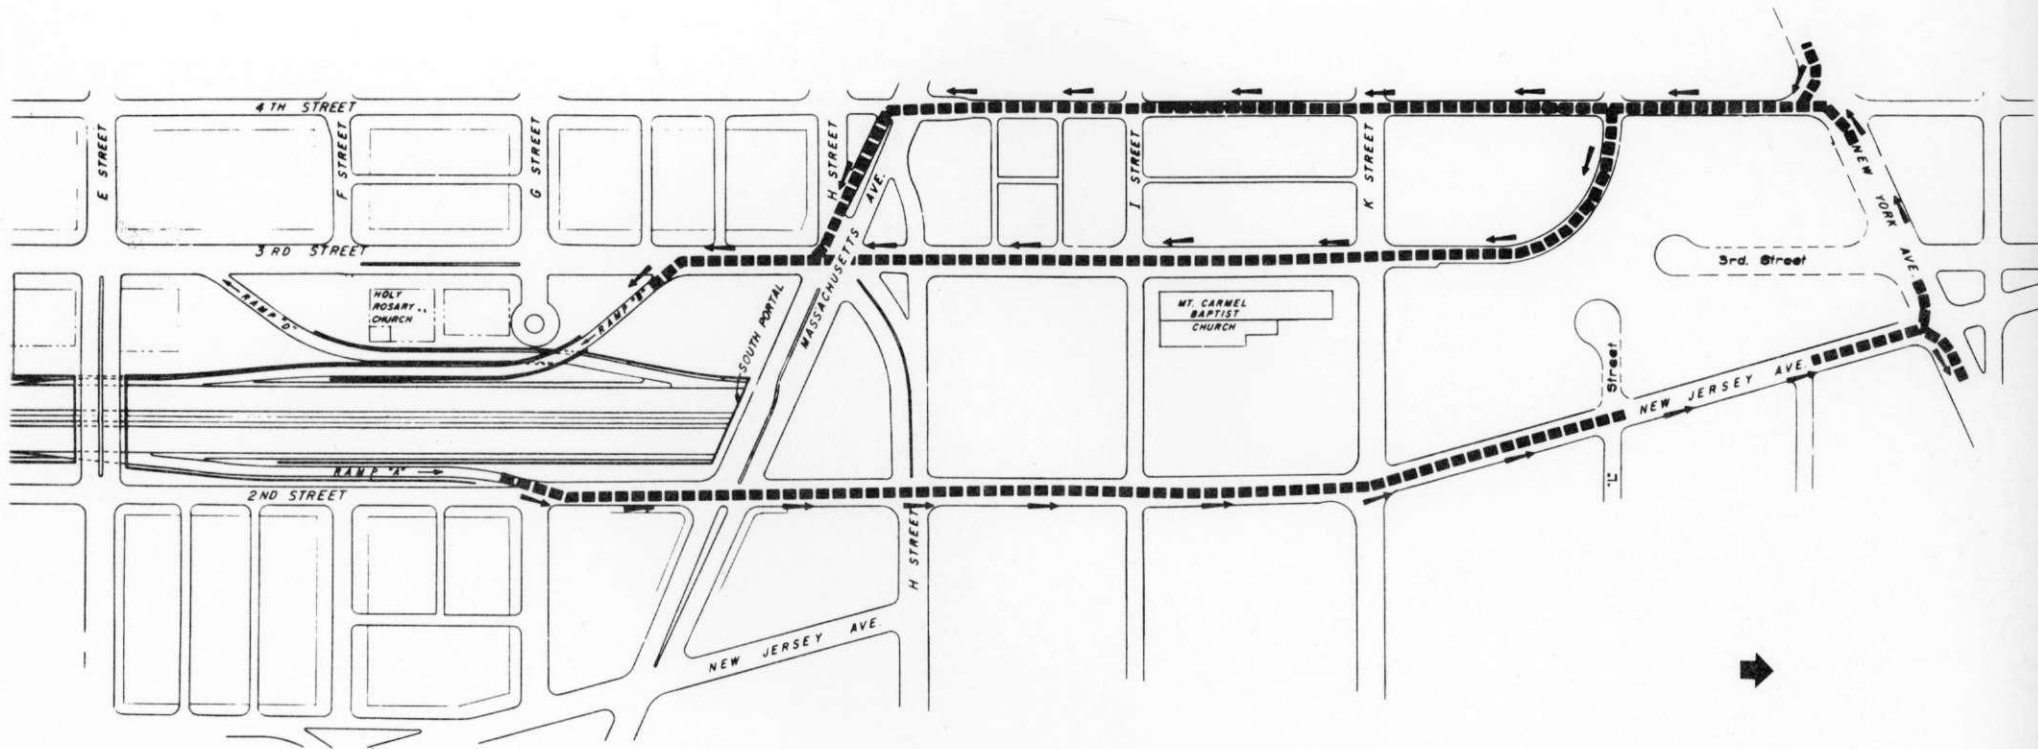 4TH STREET
E STREET
F STREET
G STREET
H STREET
AVE.
I STREET
K STREET
NEW YORK AVE.
3RD STREET
MASSACHUSETTS
3rd. Street
RAMP "D"
HOLY
ROSARY
CHURCH
RAMP
SOUTH PORTAL
MT. CARMEL
BAPTIST
CHURCH
Street
NEW JERSEY AVE.
RAMP "A"
2ND STREET
"L"
H STREET
NEW JERSEY AVE.